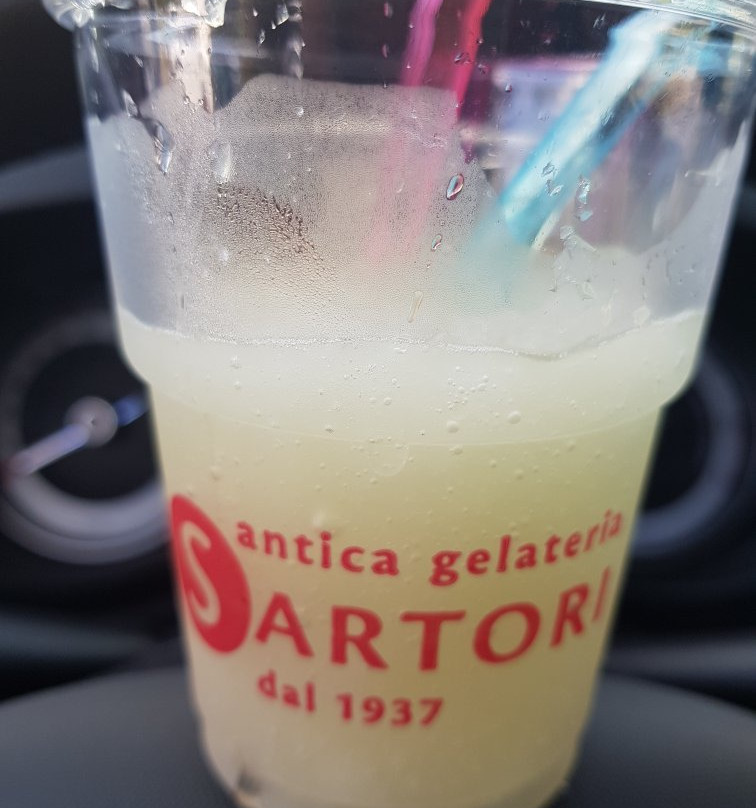 antica gelateria
SARTORI
dal 1937